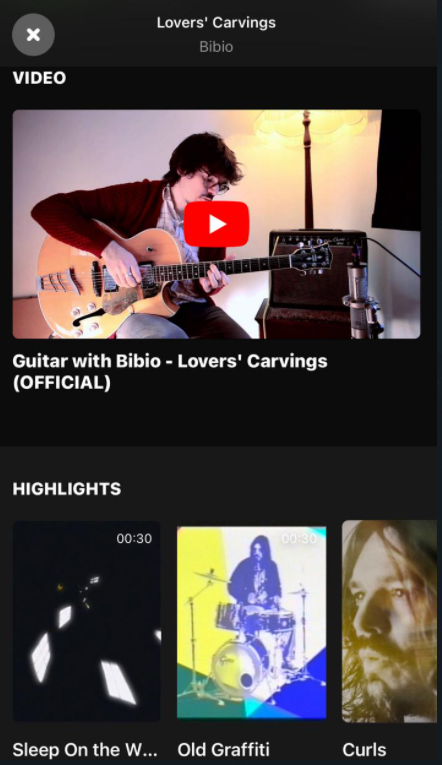 Lovers' Carvings
Bibio
VIDEO
Guitar with Bibio - Lovers' Carvings
(OFFICIAL)
HIGHLIGHTS
00:30
00:30
Sleep On the W...
Old Graffiti
Curls